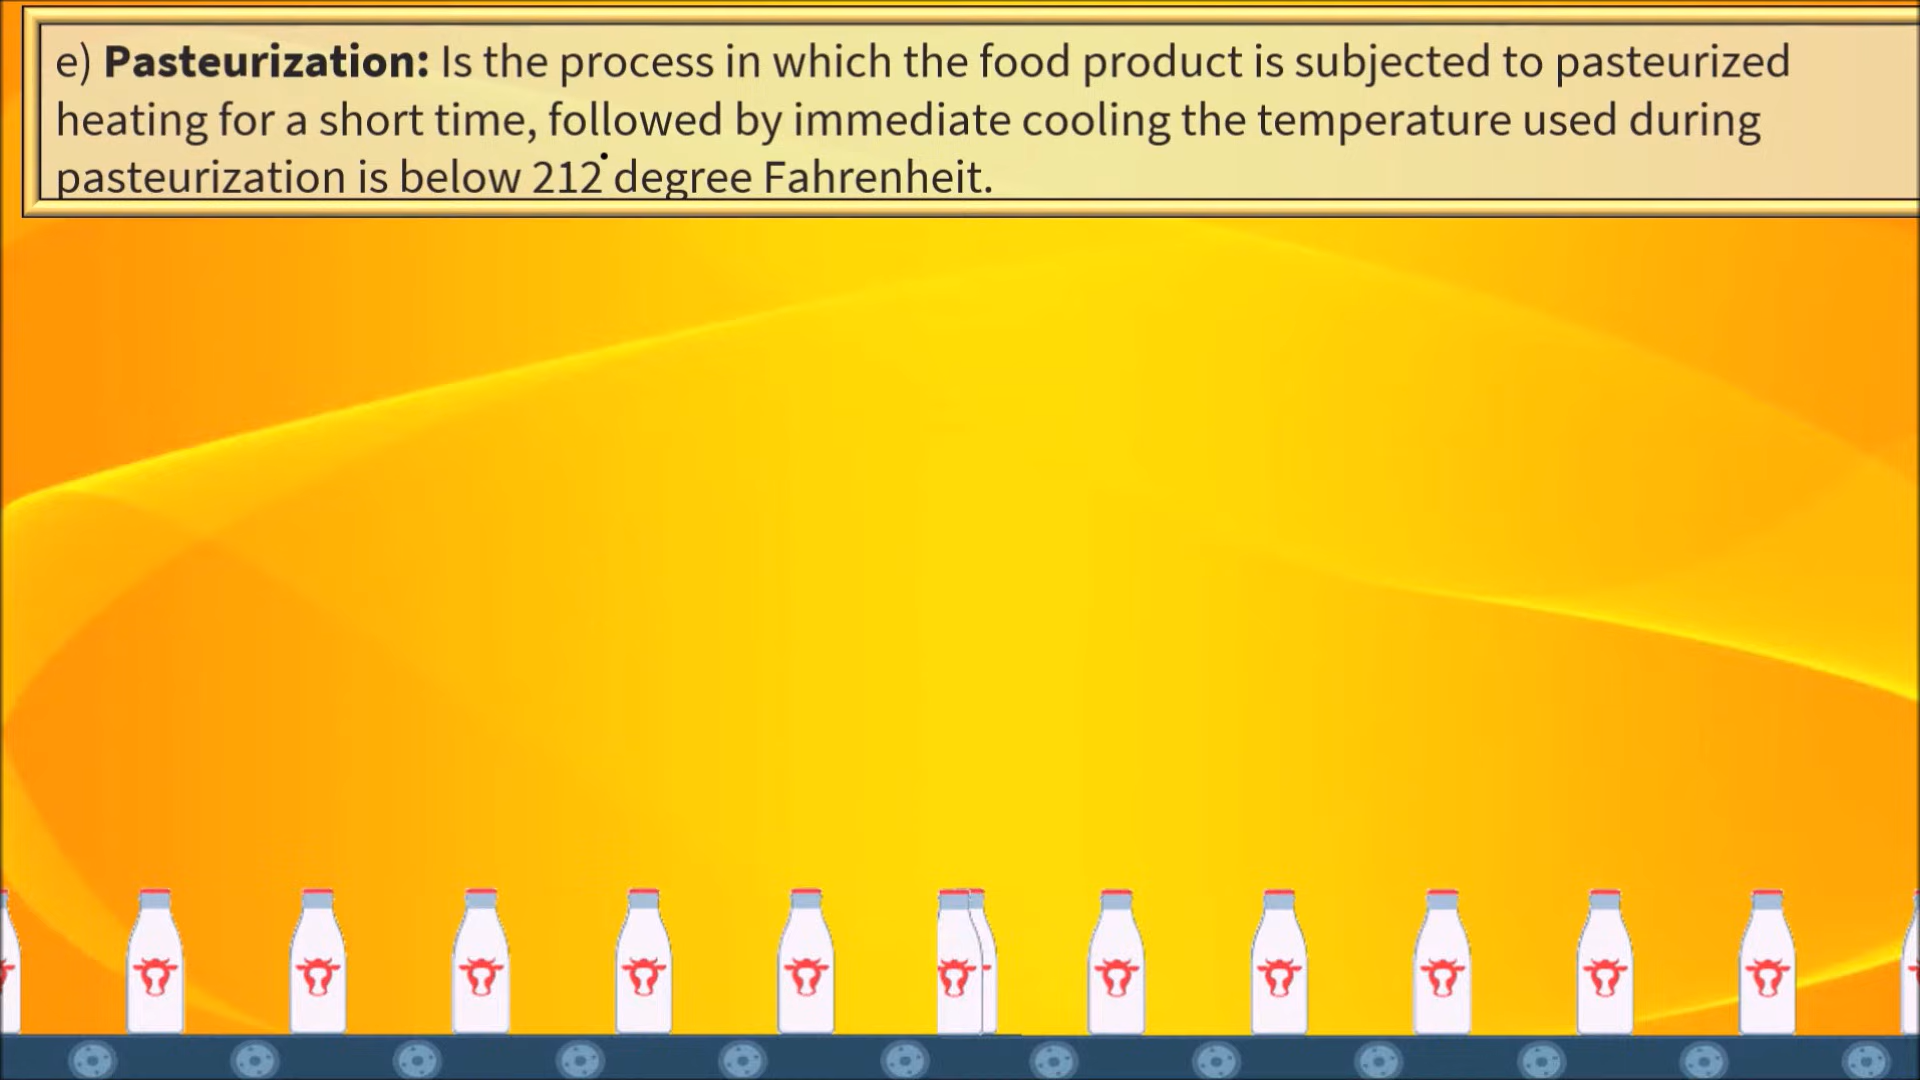 e) Pasteurization: Is the process in which the food product is subjected to pasteurized
heating for a short time, followed by immediate cooling the temperature used during
pasteurization is below 212 degree Fahrenheit.